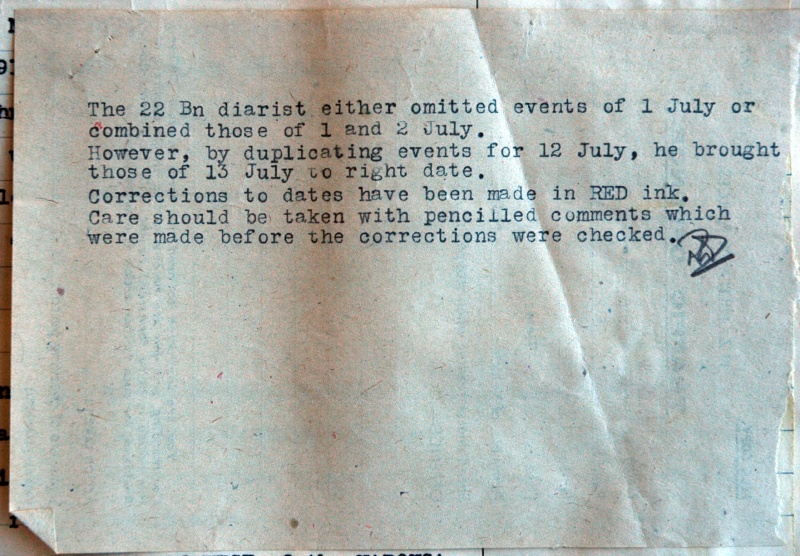 The 22 Bn diarist either omitted events of 1 July or
combined those of 1 and 2 July.
However, by duplicating events for 12 July, he brought
those of 13 July to right date.
Corrections to dates have been made in RED ink.
Care should be taken with pencilled comments which
were made before the corrections were checked.